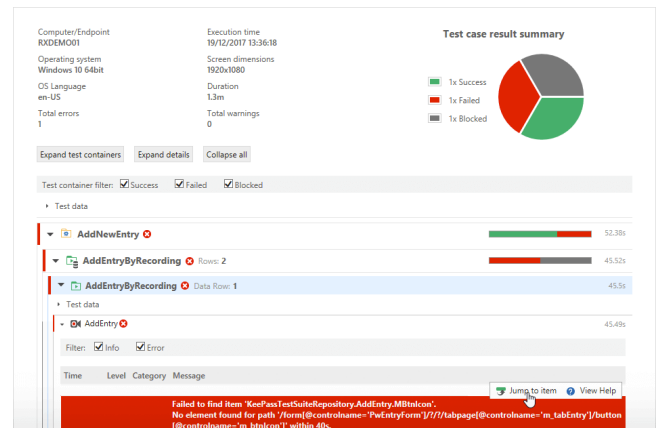 Computer/Endpoint
RXDEMO01
Execution time
19/12/2017 13:36:18
Test case result summary
Operating system
Windows 10 64bit
Screen dimensions
1920x1080
OS Language
en-US
Duration
1.3m
1x Success
1x Failed
1x Blocked
Total errors
1
Total warnings
0
Expand test containers Expand details Collapse all
Test container filter: Success Failed Blocked
Test data
AddNewEntry 52.38s
AddEntryByRecording Rows: 2 45.52s
AddEntryByRecording Data Row: 1 45.5s
Test data
AddEntry 45.49s
Filter: Info Error
Time Level Category Message
Jump to item View Help
Failed to find item 'KeePassTestSuiteRepository.AddEntry.MBtnIcon'.
No element found for path '/form[@controlname='PwEntryForm']/?/?/tabpage[@controlname='m_tabEntry']/button
[@controlname='m_btnIcon']' within 40s.